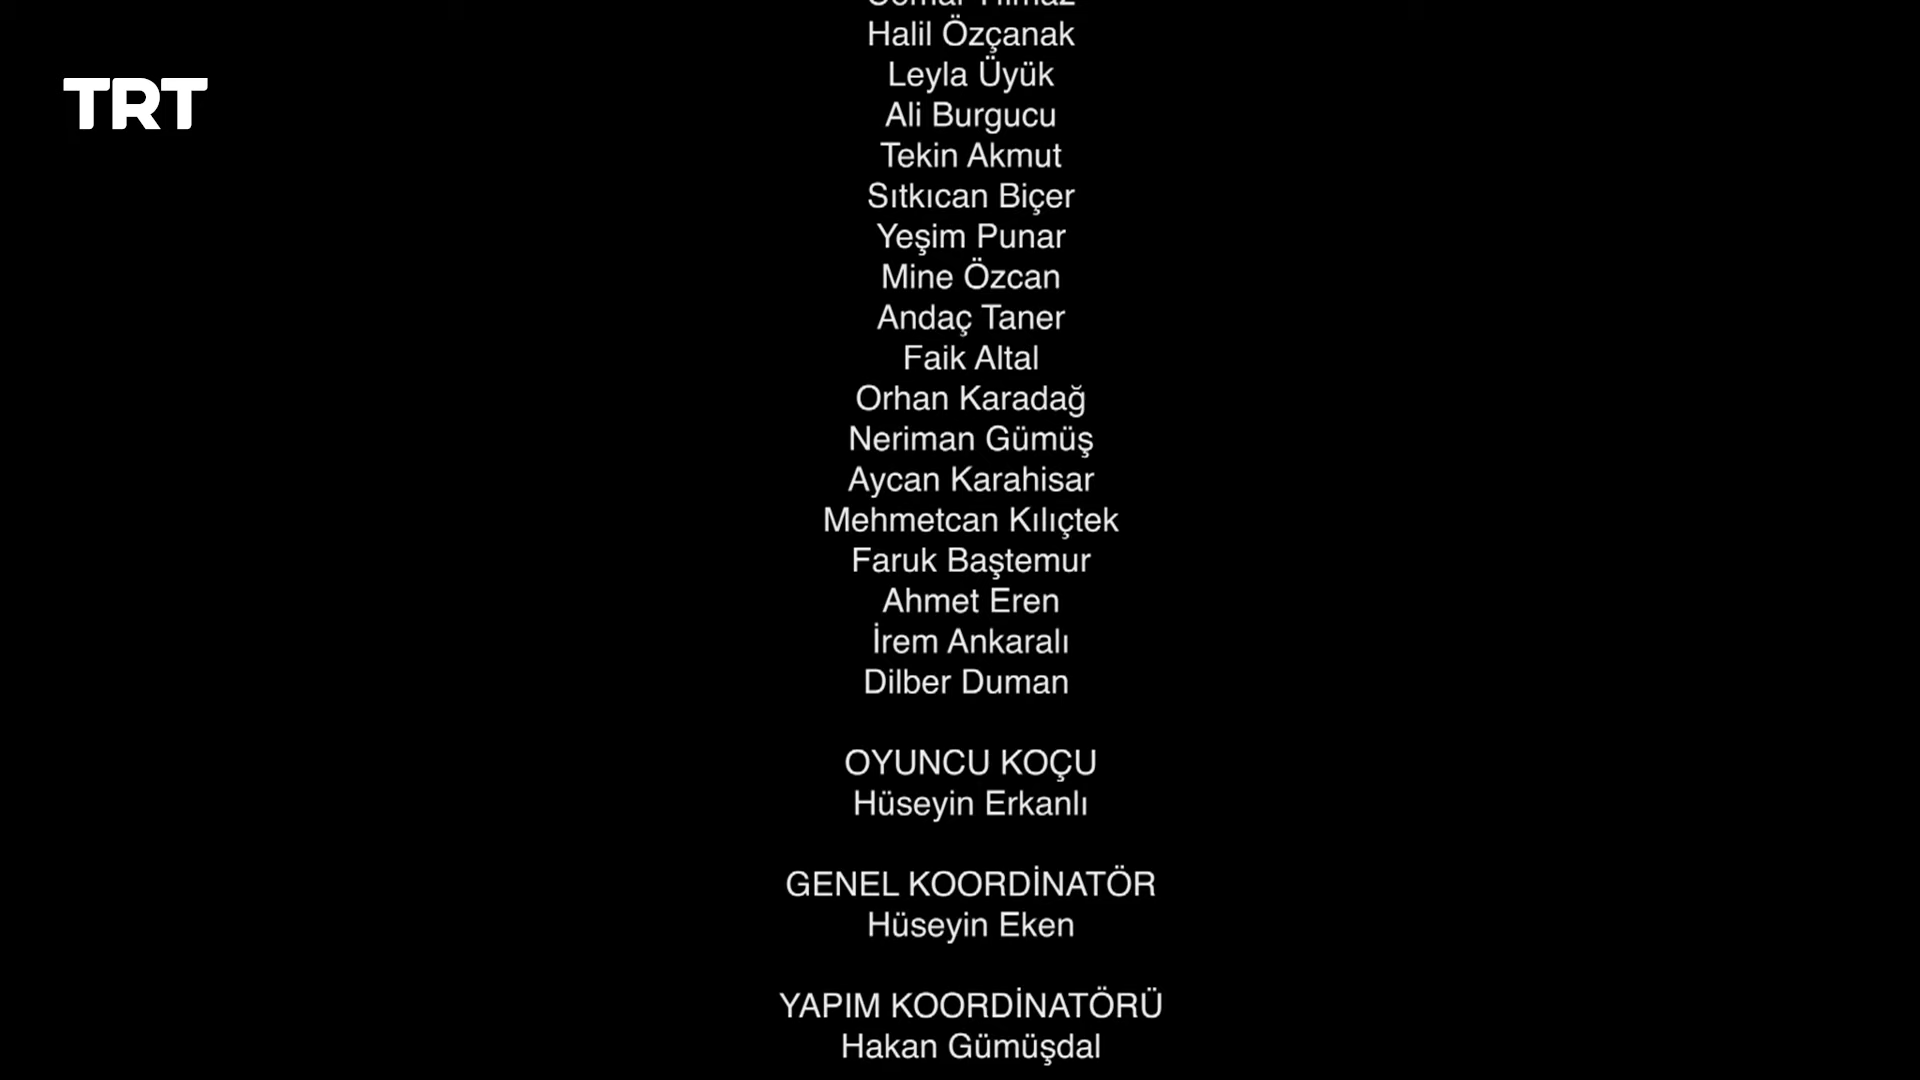 TRT
Halil Özçanak
Leyla Üyük
Ali Burgucu
Tekin Akmut
Sıtkıcan Biçer
Yeşim Punar
Mine Özcan
Andaç Taner
Faik Altal
Orhan Karadağ
Neriman Gümüş
Aycan Karahisar
Mehmetcan Kılıçtek
Faruk Baştemur
Ahmet Eren
İrem Ankaralı
Dilber Duman
OYUNCU KOÇU
Hüseyin Erkanlı
GENEL KOORDİNATÖR
Hüseyin Eken
YAPIM KOORDİNATÖRÜ
Hakan Gümüşdal